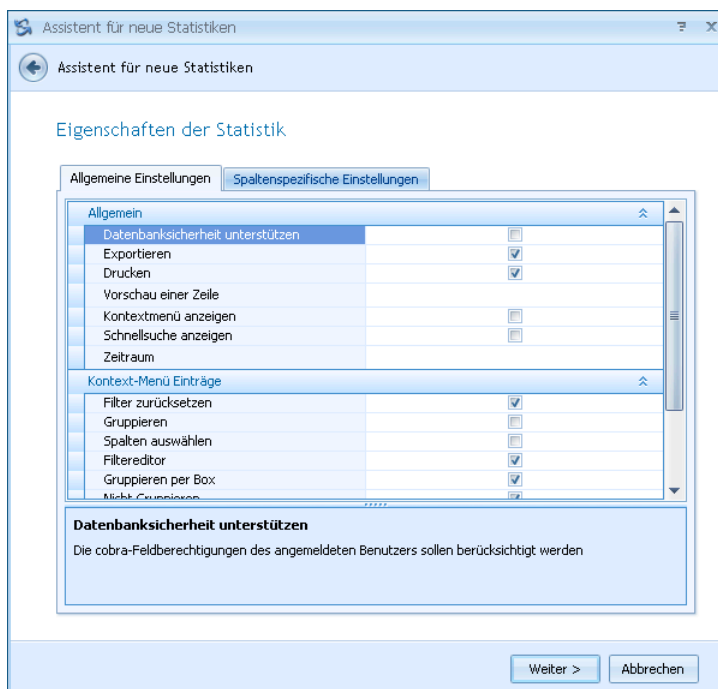 Assistent für neue Statistiken
Assistent für neue Statistiken
Eigenschaften der Statistik
Allgemeine Einstellungen Spaltenspezifische Einstellungen
Allgemein
Datenbanksicherheit unterstützen
Exportieren
Drucken
Vorschau einer Zeile
Kontextmenü anzeigen
Schnellsuche anzeigen
Zeitraum
Kontext-Menü Einträge
Filter zurücksetzen
Gruppieren
Spalten auswählen
Filtereditor
Gruppieren per Box
Nicht Gruppieren
Datenbanksicherheit unterstützen
Die cobra-Feldberechtigungen des angemeldeten Benutzers sollen berücksichtigt werden
Weiter > Abbrechen